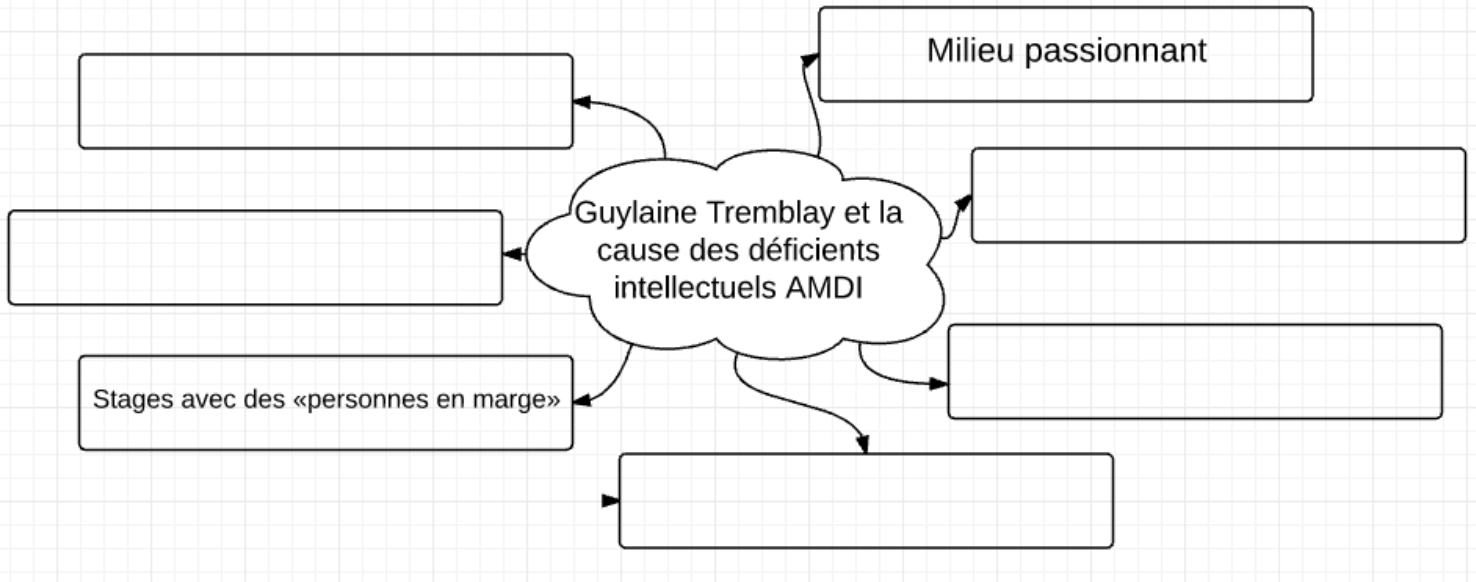 Milieu passionnant
Guylaine Tremblay et la
cause des déficients
intellectuels AMDI
Stages avec des «personnes en marge»